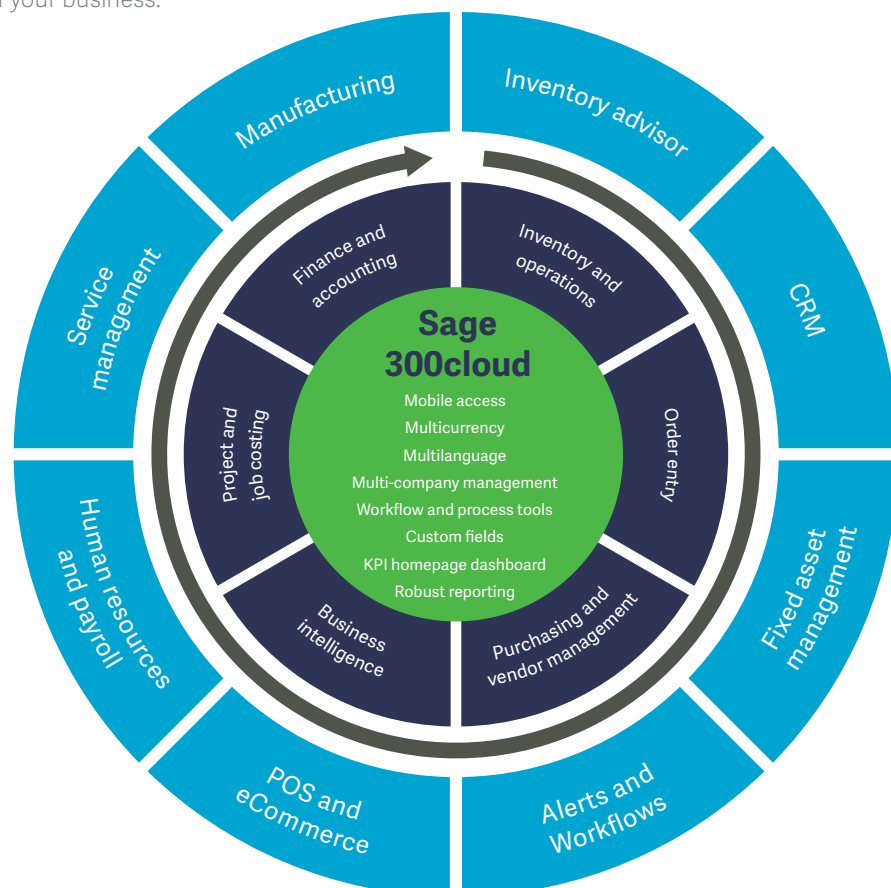 your business.
Manufacturing
Inventory advisor
CRM
Fixed asset
management
Alerts and
Workflows
POS and
eCommerce
Human resources
and payroll
Service
management
Finance and
accounting
Inventory and
operations
Order entry
Purchasing and
vendor management
Business
intelligence
Project and
job costing
Sage
300cloud
Mobile access
Multicurrency
Multilanguage
Multi-company management
Workflow and process tools
Custom fields
KPI homepage dashboard
Robust reporting